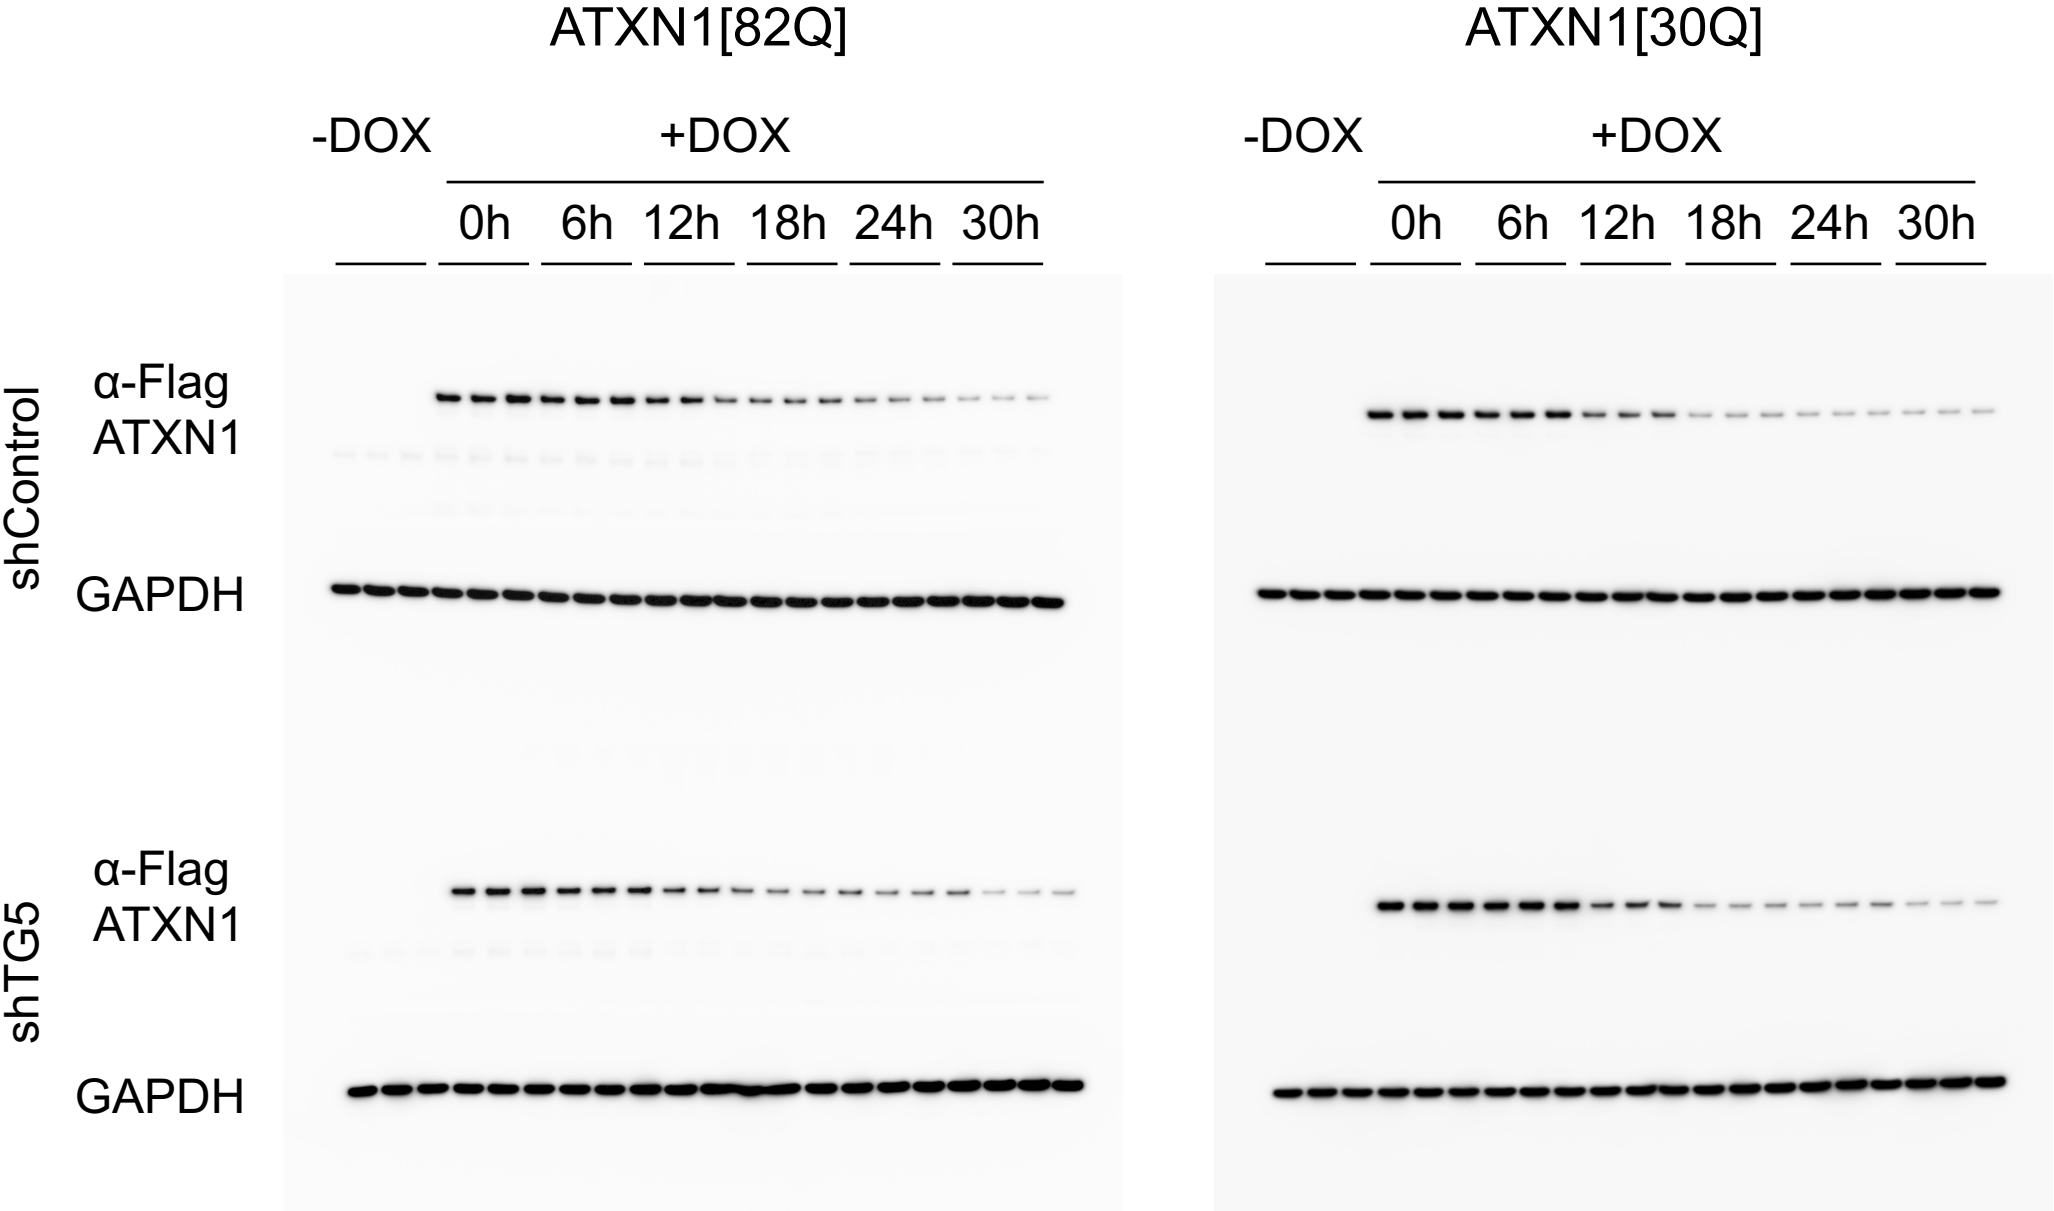 ATXN1[82Q] ATXN1[30Q]
-DOX +DOX -DOX +DOX
0h 6h 12h 18h 24h 30h 0h 6h 12h 18h 24h 30h
shControl
α-Flag
ATXN1
GAPDH
shTG5
α-Flag
ATXN1
GAPDH